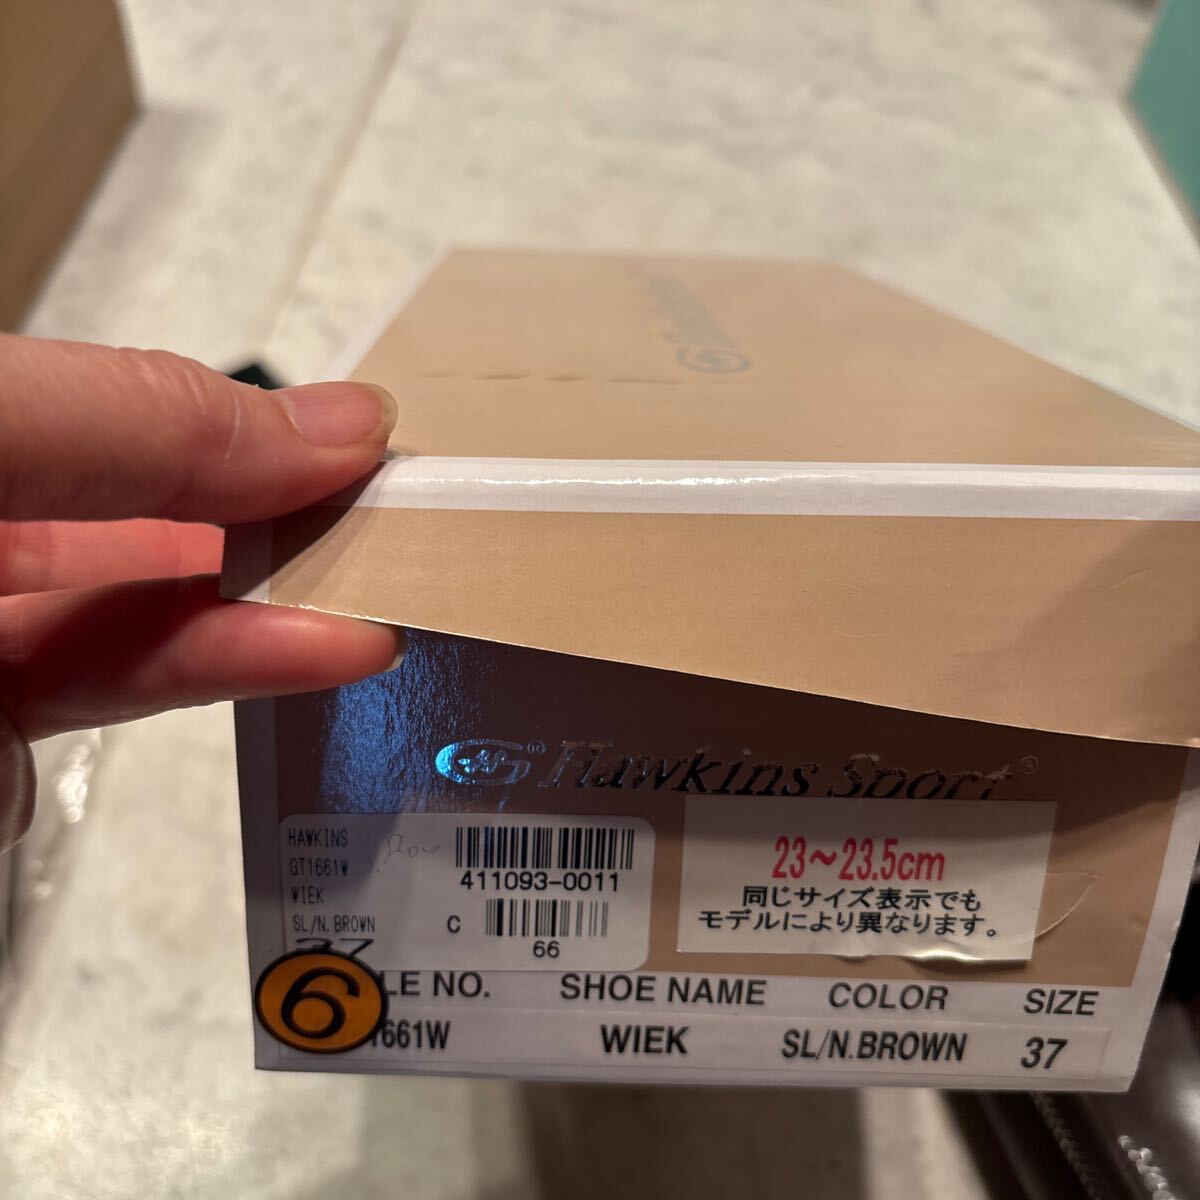 G® Hawkins Sport®
HAWKINS
GT1661W
WIEK
SL/N.BROWN
37
411093-0011
C
66
23～23.5cm
同じサイズ表示でも
モデルにより異なります。
6
LE NO. SHOE NAME COLOR SIZE
1661W WIEK SL/N.BROWN 37